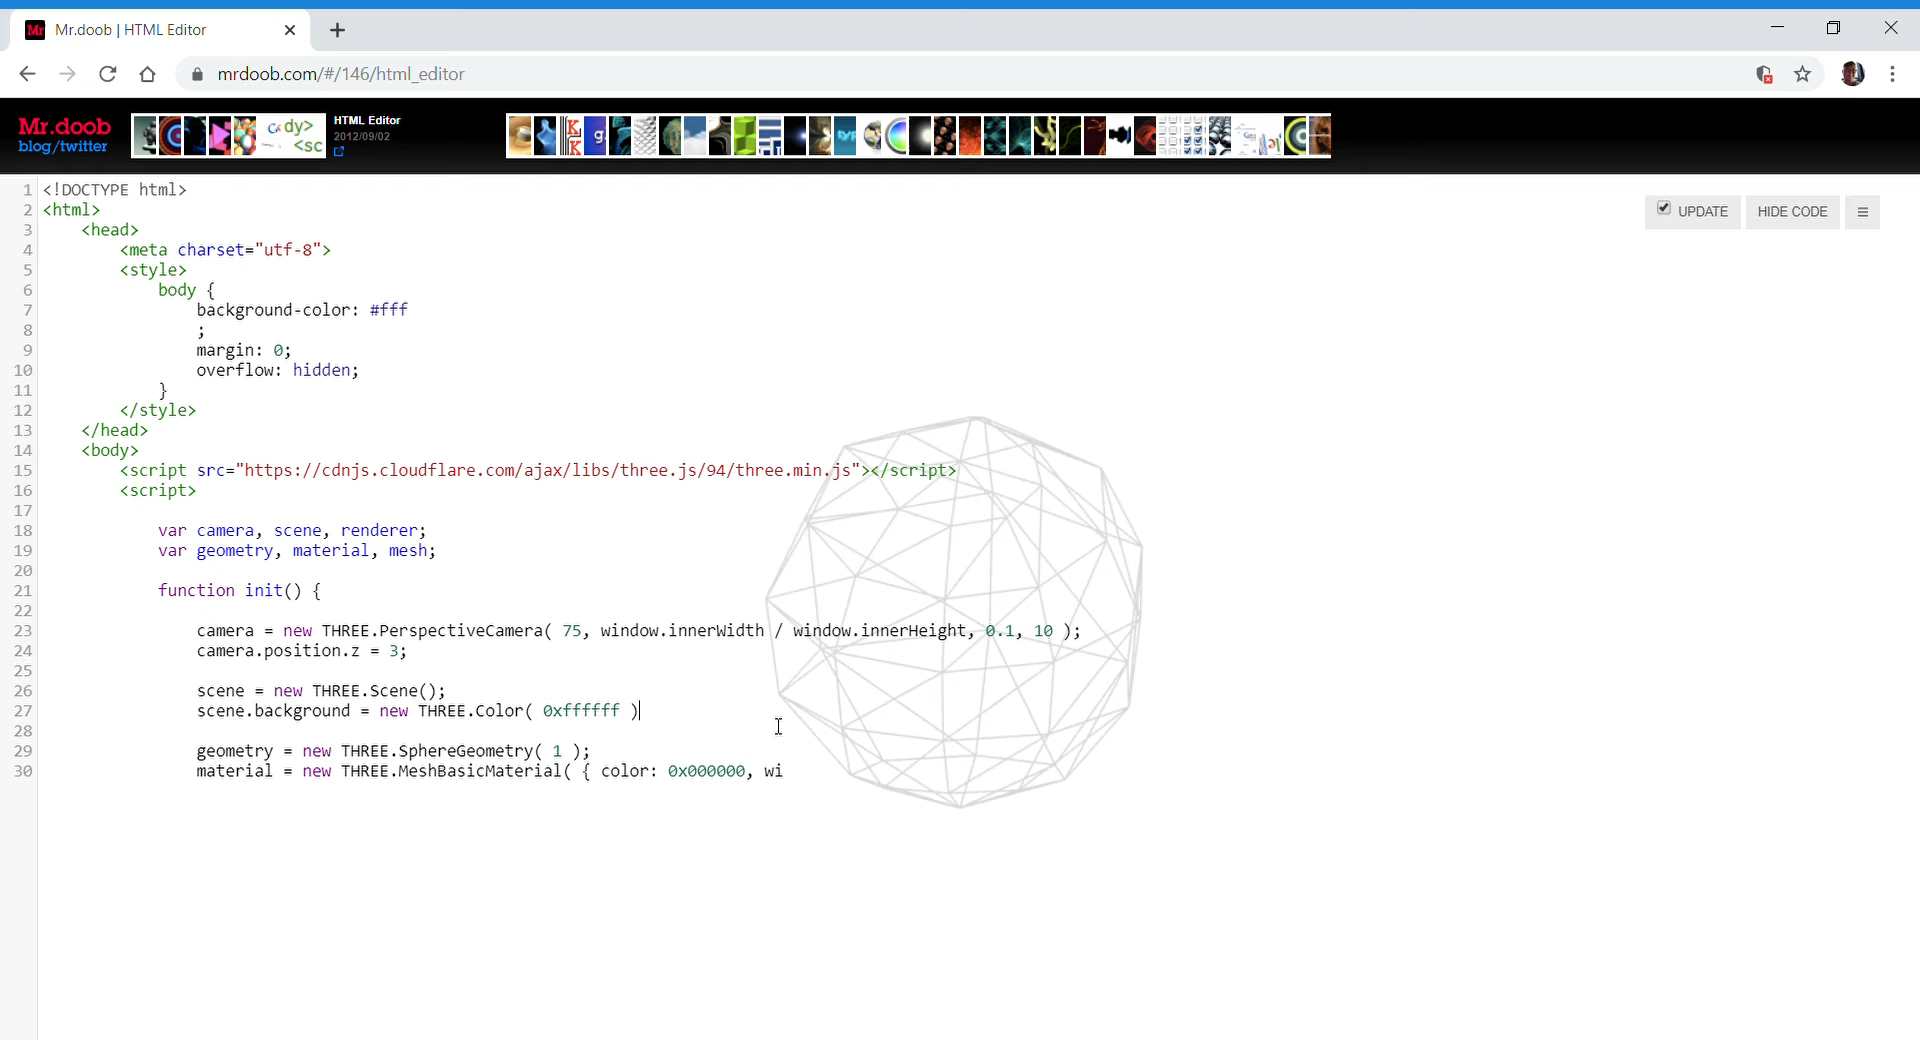 Mr.doob | HTML Editor
mrdoob.com/#/146/html_editor
Mr.doob
blog/twitter
dy>
<sc
HTML Editor
2012/09/02
UPDATE
HIDE CODE
1 <!DOCTYPE html>
2 <html>
3 <head>
4 <meta charset="utf-8">
5 <style>
6 body {
7 background-color: #fff
8 ;
9 margin: 0;
10 overflow: hidden;
11 }
12 </style>
13 </head>
14 <body>
15 <script src="https://cdnjs.cloudflare.com/ajax/libs/three.js/94/three.min.js"></script>
16 <script>
17
18 var camera, scene, renderer;
19 var geometry, material, mesh;
20
21 function init() {
22
23 camera = new THREE.PerspectiveCamera( 75, window.innerWidth / window.innerHeight, 0.1, 10 );
24 camera.position.z = 3;
25
26 scene = new THREE.Scene();
27 scene.background = new THREE.Color( 0xffffff )
28
29 geometry = new THREE.SphereGeometry( 1 );
30 material = new THREE.MeshBasicMaterial( { color: 0x000000, wi